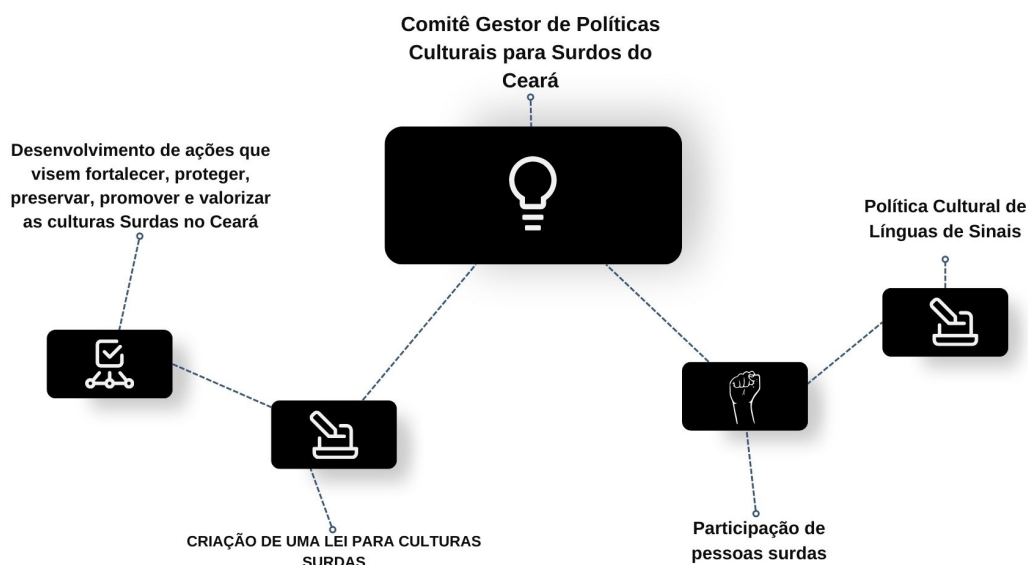 Comitê Gestor de Políticas
Culturais para Surdos do
Ceará
Desenvolvimento de ações que
visem fortalecer, proteger,
preservar, promover e valorizar
as culturas Surdas no Ceará
Política Cultural de
Línguas de Sinais
CRIAÇÃO DE UMA LEI PARA CULTURAS
SURDAS
Participação de
pessoas surdas